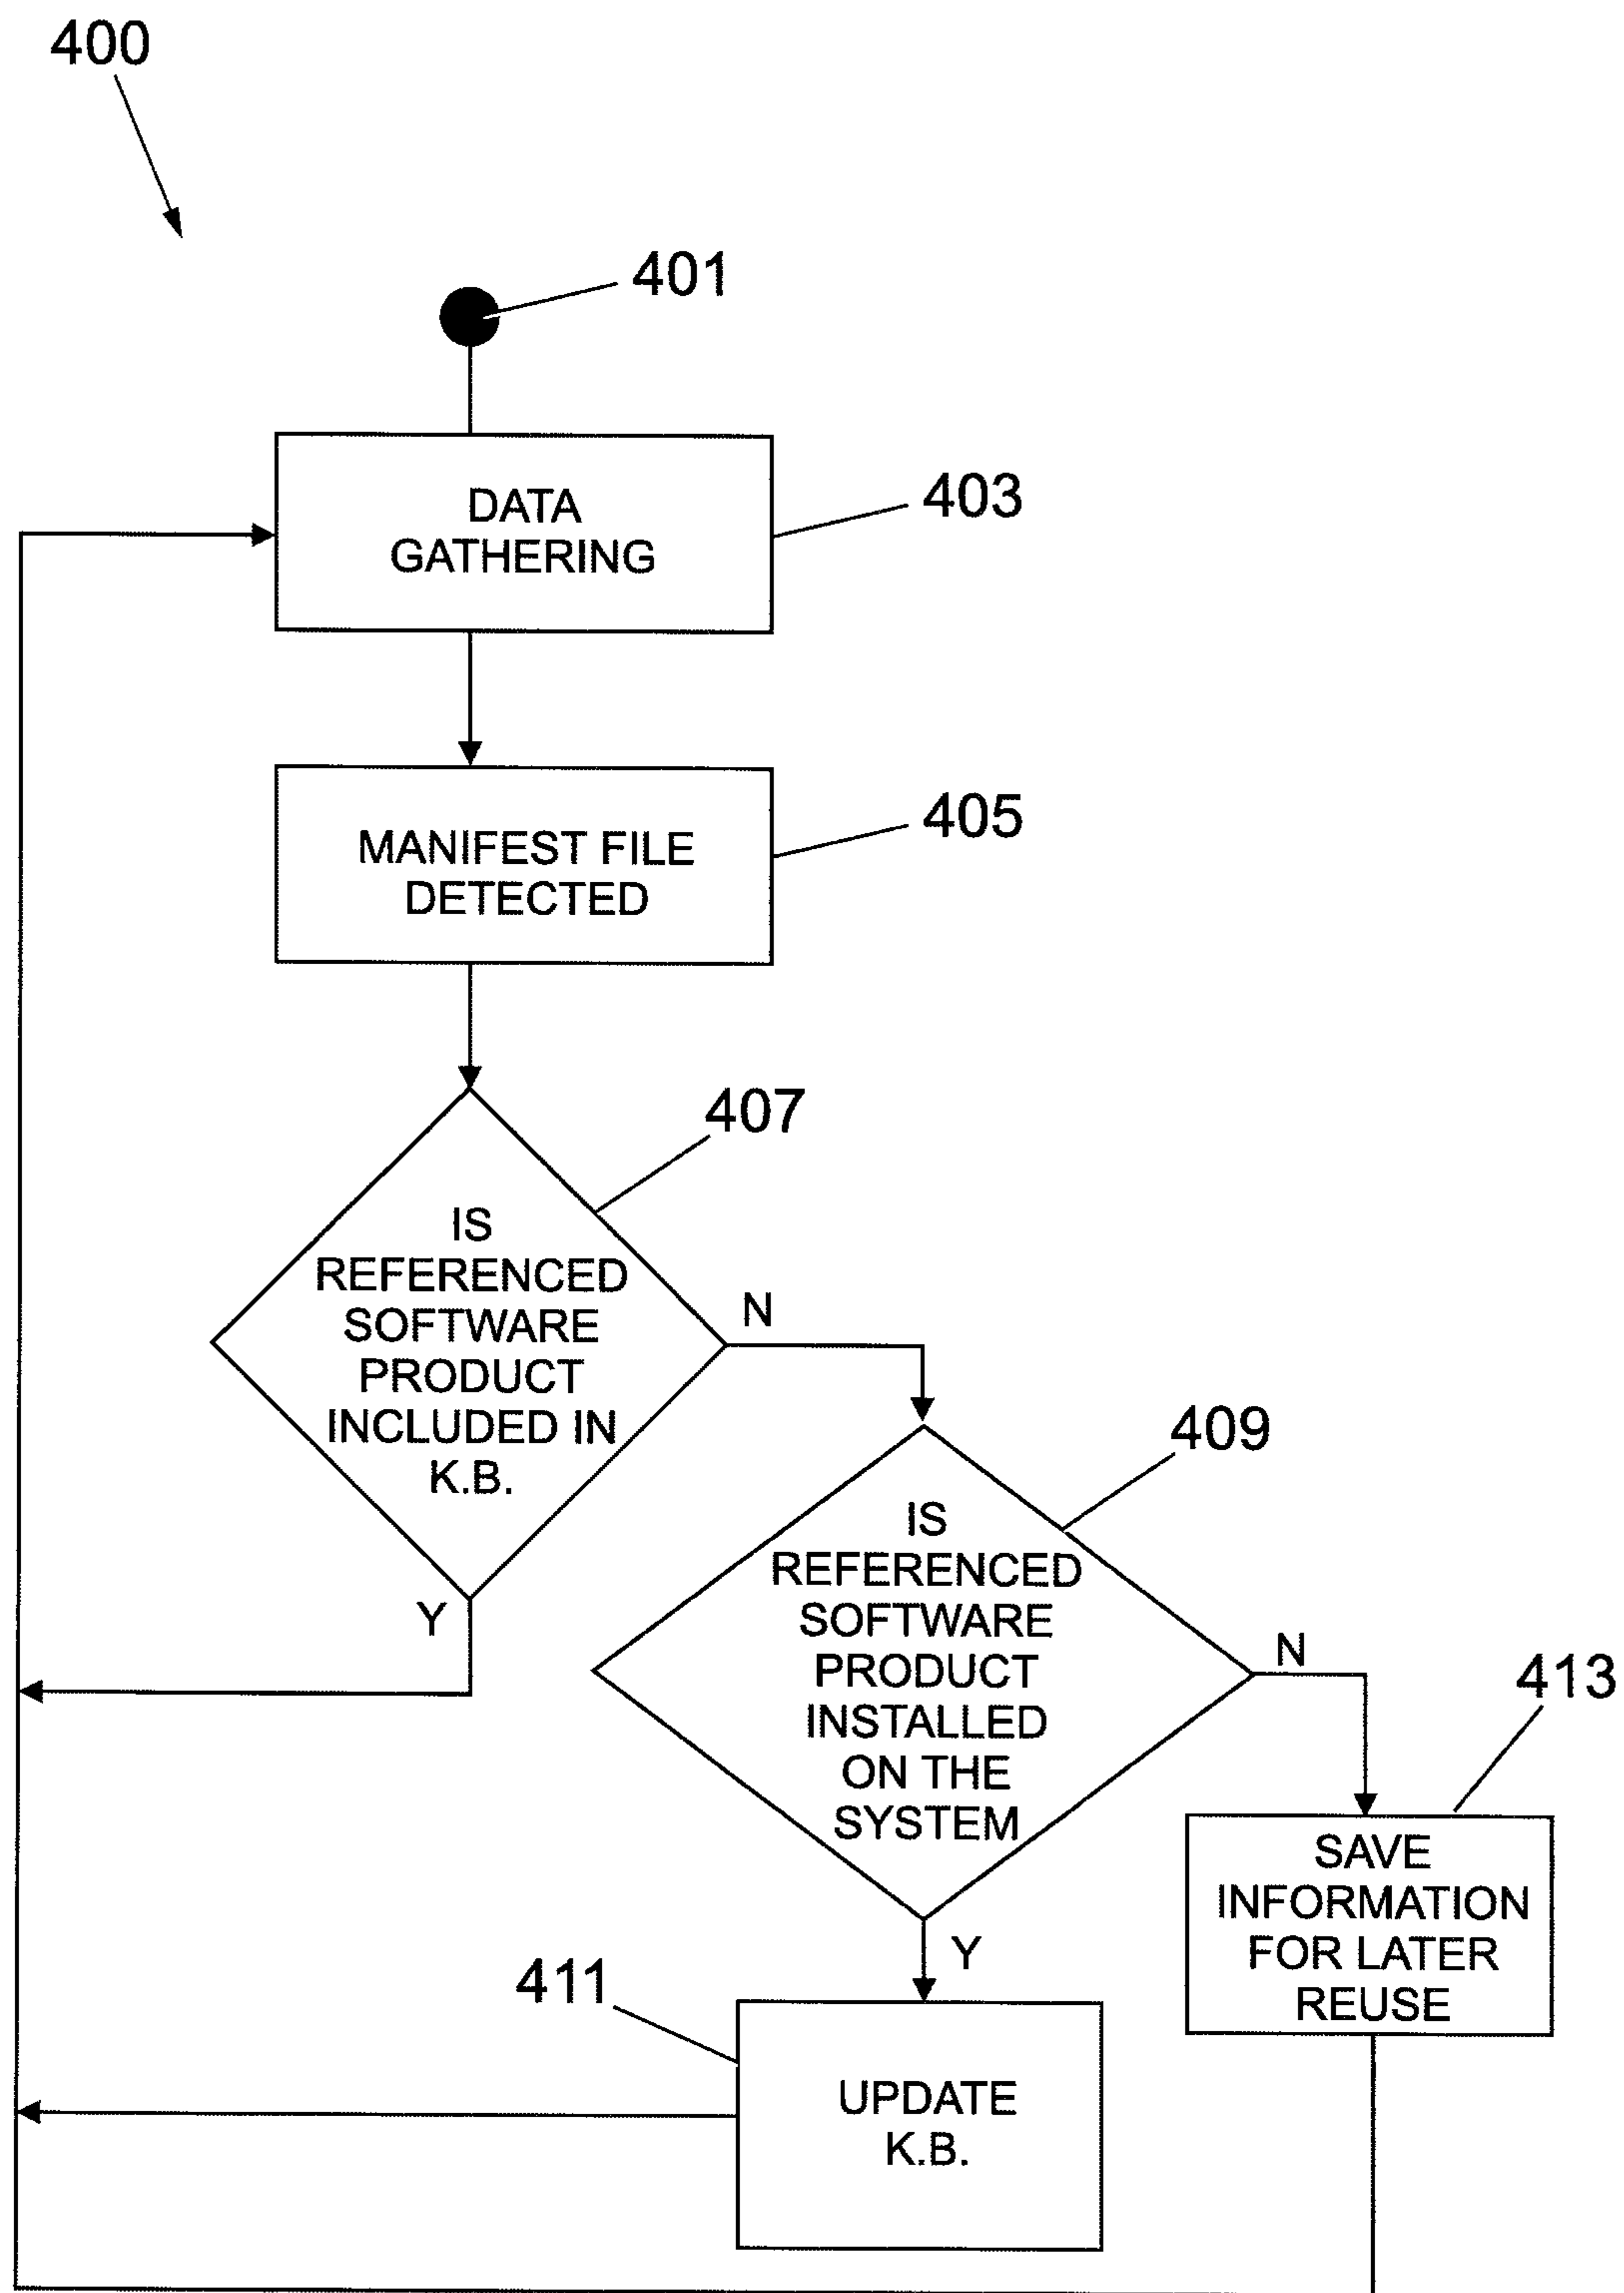 400
401
DATA
GATHERING
403
MANIFEST FILE
DETECTED
405
407
IS
REFERENCED
SOFTWARE
PRODUCT
INCLUDED IN
K.B.
N
Y
409
IS
REFERENCED
SOFTWARE
PRODUCT
INSTALLED
ON THE
SYSTEM
N
Y
413
SAVE
INFORMATION
FOR LATER
REUSE
411
UPDATE
K.B.